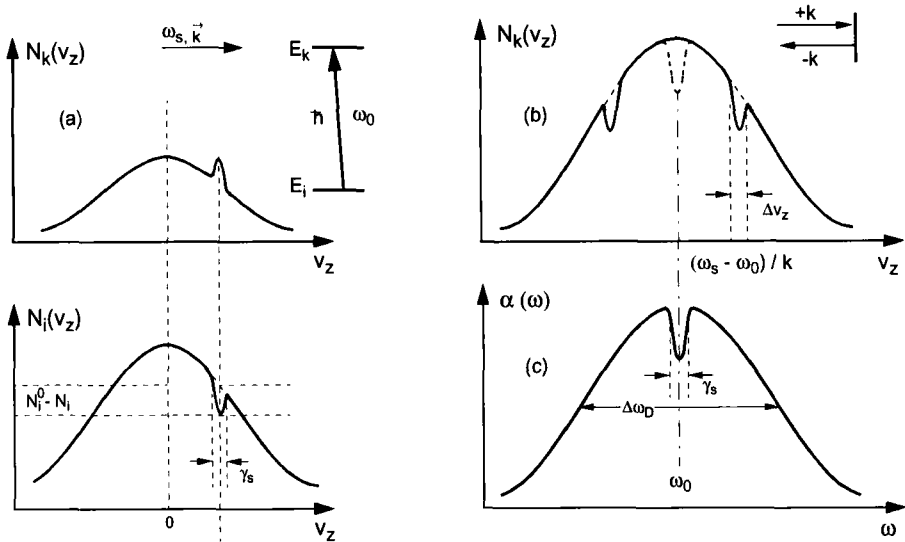 N_k(v_z)
ω_s, k⃗
E_k
(a)
ħ
ω_0
E_i
v_z
N_i(v_z)
N_i^0 - N_i
γ_s
0
v_z
N_k(v_z)
+k
-k
(b)
Δv_z
(ω_s - ω_0) / k
v_z
α (ω)
(c)
γ_s
Δω_D
ω_0
ω